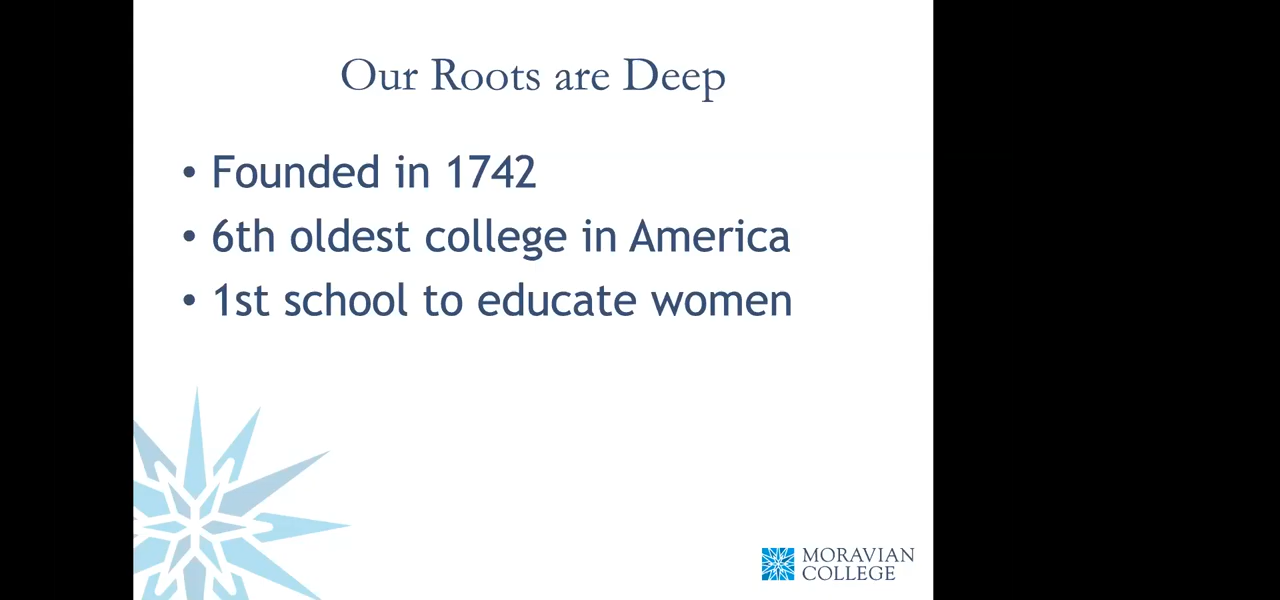 Our Roots are Deep
• Founded in 1742
• 6th oldest college in America
• 1st school to educate women
MORAVIAN
COLLEGE